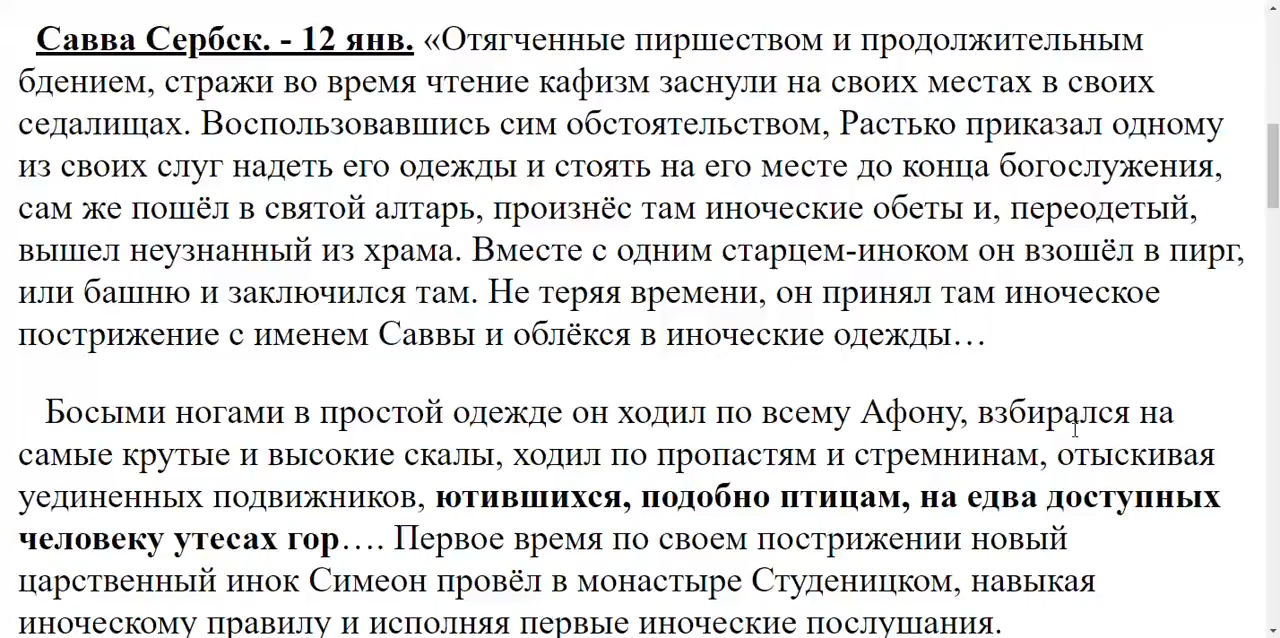 Савва Сербск. - 12 янв. «Отягченные пиршеством и продолжительным
бдением, стражи во время чтение кафизм заснули на своих местах в своих
седалищах. Воспользовавшись сим обстоятельством, Растько приказал одному
из своих слуг надеть его одежды и стоять на его месте до конца богослужения,
сам же пошёл в святой алтарь, произнёс там иноческие обеты и, переодетый,
вышел неузнанный из храма. Вместе с одним старцем-иноком он взошёл в пирг,
или башню и заключился там. Не теряя времени, он принял там иноческое
пострижение с именем Саввы и облёкся в иноческие одежды…
Босыми ногами в простой одежде он ходил по всему Афону, взбирался на
самые крутые и высокие скалы, ходил по пропастям и стремнинам, отыскивая
уединенных подвижников, ютившихся, подобно птицам, на едва доступных
человеку утесах гор…. Первое время по своем пострижении новый
царственный инок Симеон провёл в монастыре Студеницком, навыкая
иноческому правилу и исполняя первые иноческие послушания.